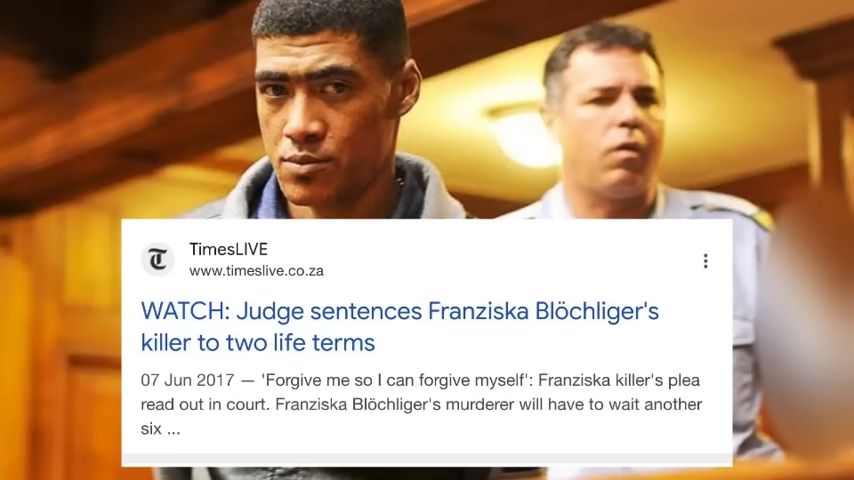 TimesLIVE
www.timeslive.co.za
WATCH: Judge sentences Franziska Blöchliger's
killer to two life terms
07 Jun 2017 — 'Forgive me so I can forgive myself': Franziska killer's plea
read out in court. Franziska Blöchliger's murderer will have to wait another
six ...